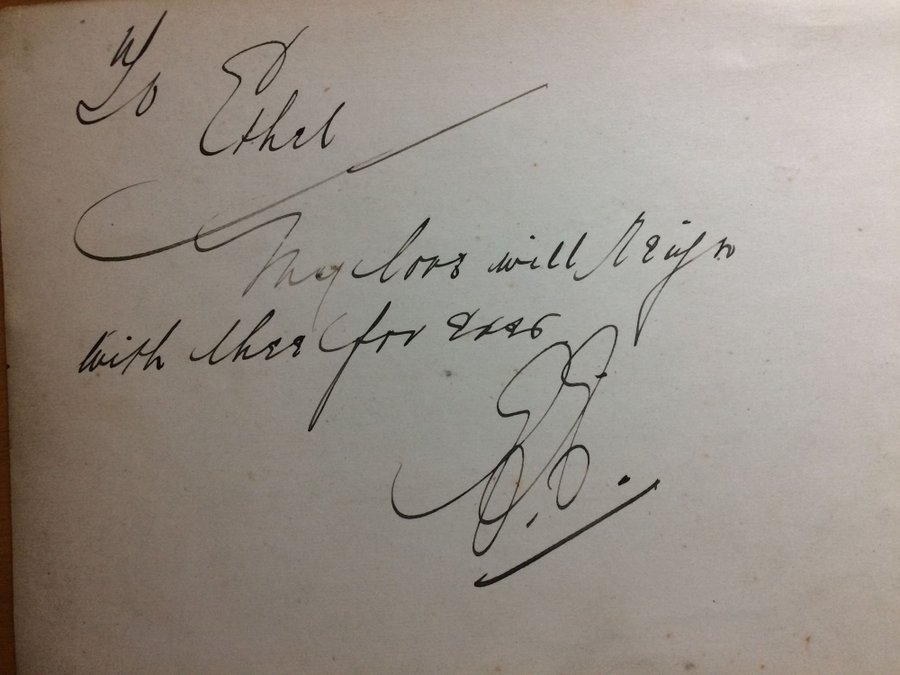 To Ethel
My love will Reign
with thee for ever